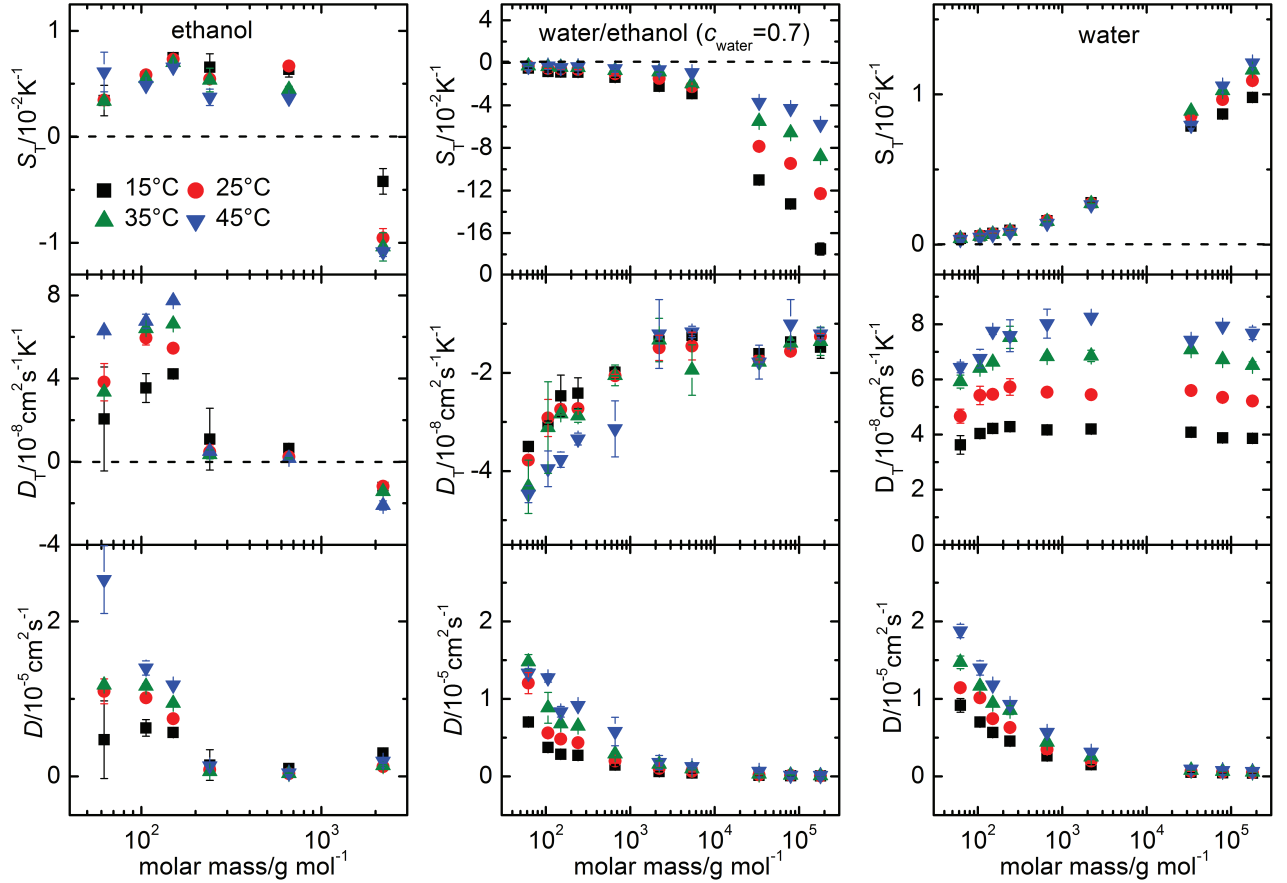 ethanol
S_T/10^-2K^-1
1
0
-1
15°C
25°C
35°C
45°C
water/ethanol (c_water=0.7)
S_T/10^-2K^-1
4
0
-4
-8
-12
-16
water
S_T/10^-2K^-1
1
0
D_T/10^-8cm^2s^-1K^-1
8
4
0
-4
D_T/10^-8cm^2s^-1K^-1
0
-2
-4
D_T/10^-8cm^2s^-1K^-1
8
6
4
2
0
D/10^-5cm^2s^-1
2
1
0
10^2
10^3
molar mass/g mol^-1
D/10^-5cm^2s^-1
2
1
0
10^2
10^3
10^4
10^5
molar mass/g mol^-1
D/10^-5cm^2s^-1
2
1
0
10^2
10^3
10^4
10^5
molar mass/g mol^-1